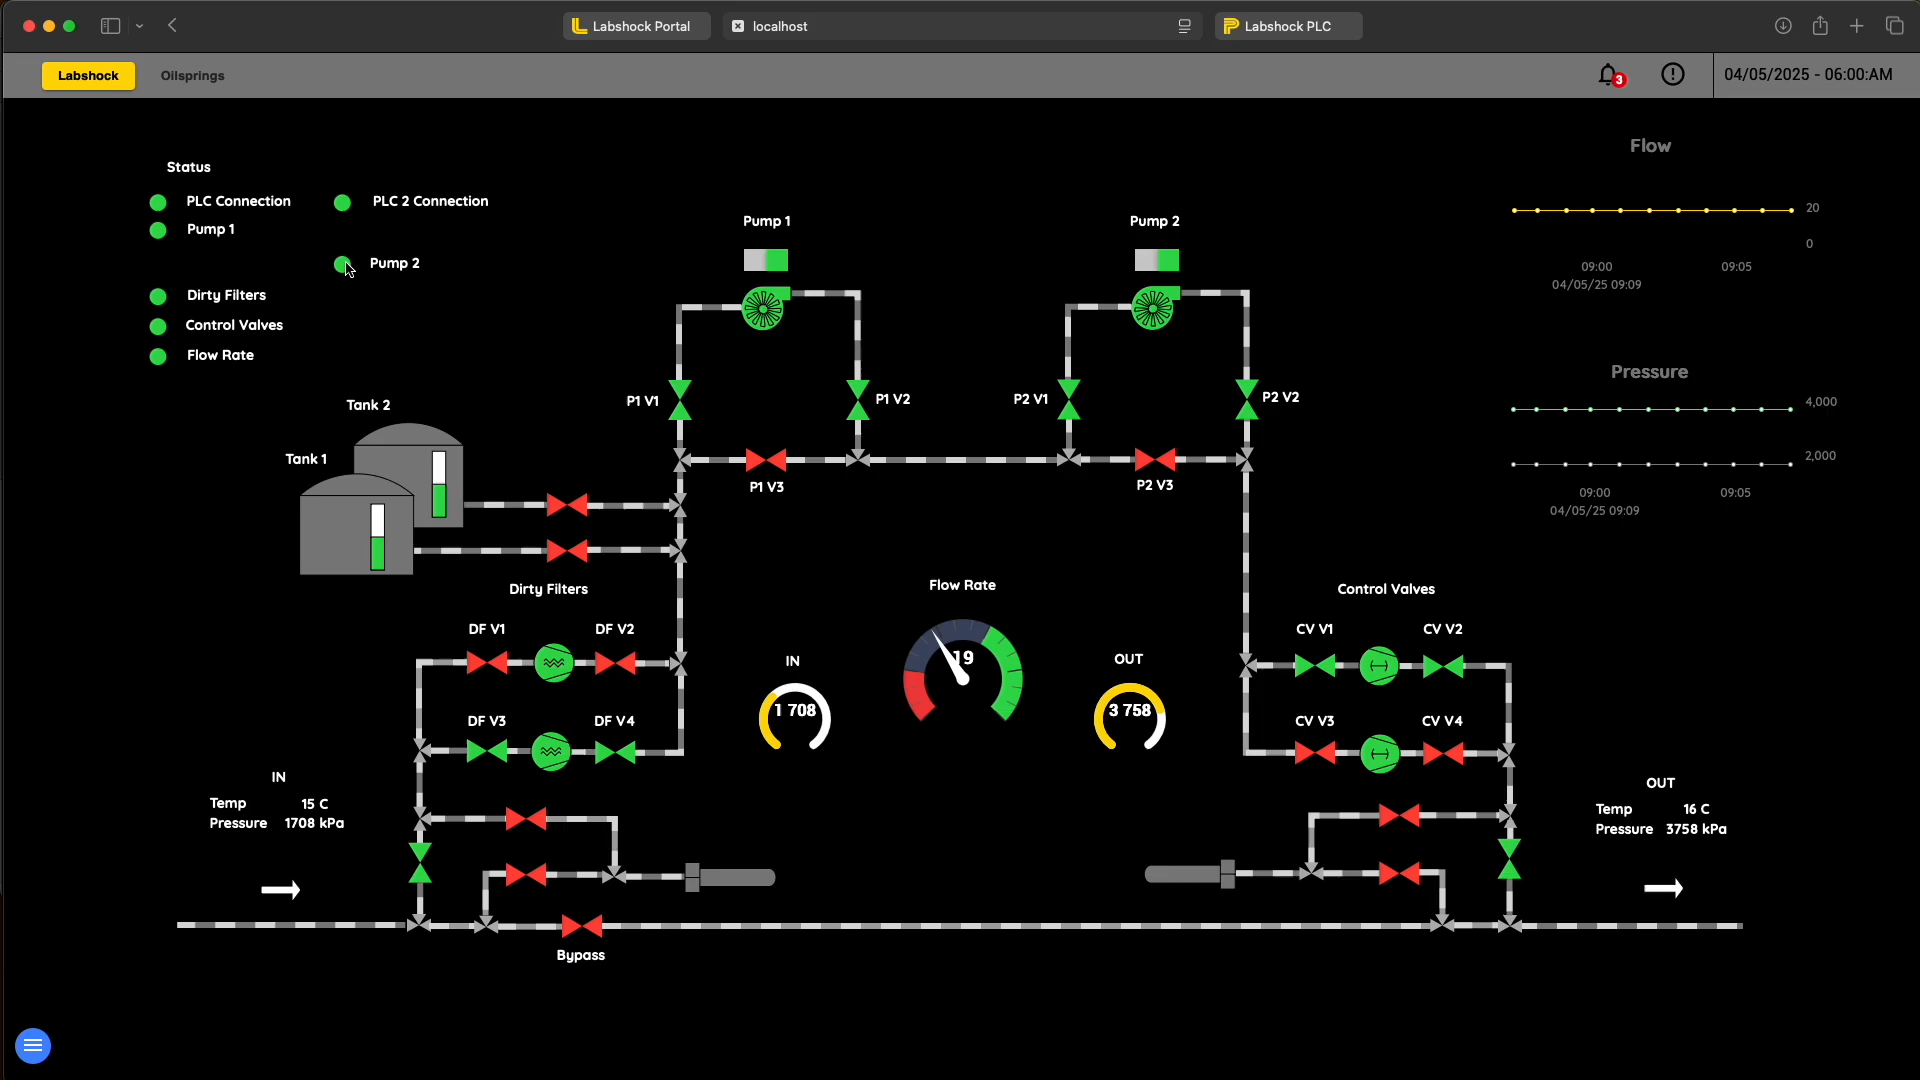 Labshock Portal
localhost
Labshock PLC
Labshock
Oilsprings
3
04/05/2025 - 06:00:AM
Status
PLC Connection
PLC 2 Connection
Pump 1
Pump 2
Dirty Filters
Control Valves
Flow Rate
Pump 1
Pump 2
P1 V1
P1 V2
P2 V1
P2 V2
P1 V3
P2 V3
Tank 2
Tank 1
Flow
20
0
09:00
09:05
04/05/25 09:09
Pressure
4,000
2,000
09:00
09:05
04/05/25 09:09
Dirty Filters
DF V1
DF V2
DF V3
DF V4
Flow Rate
19
IN
1 708
OUT
3 758
Control Valves
CV V1
CV V2
CV V3
CV V4
IN
Temp 15 C
Pressure 1708 kPa
OUT
Temp 16 C
Pressure 3758 kPa
Bypass